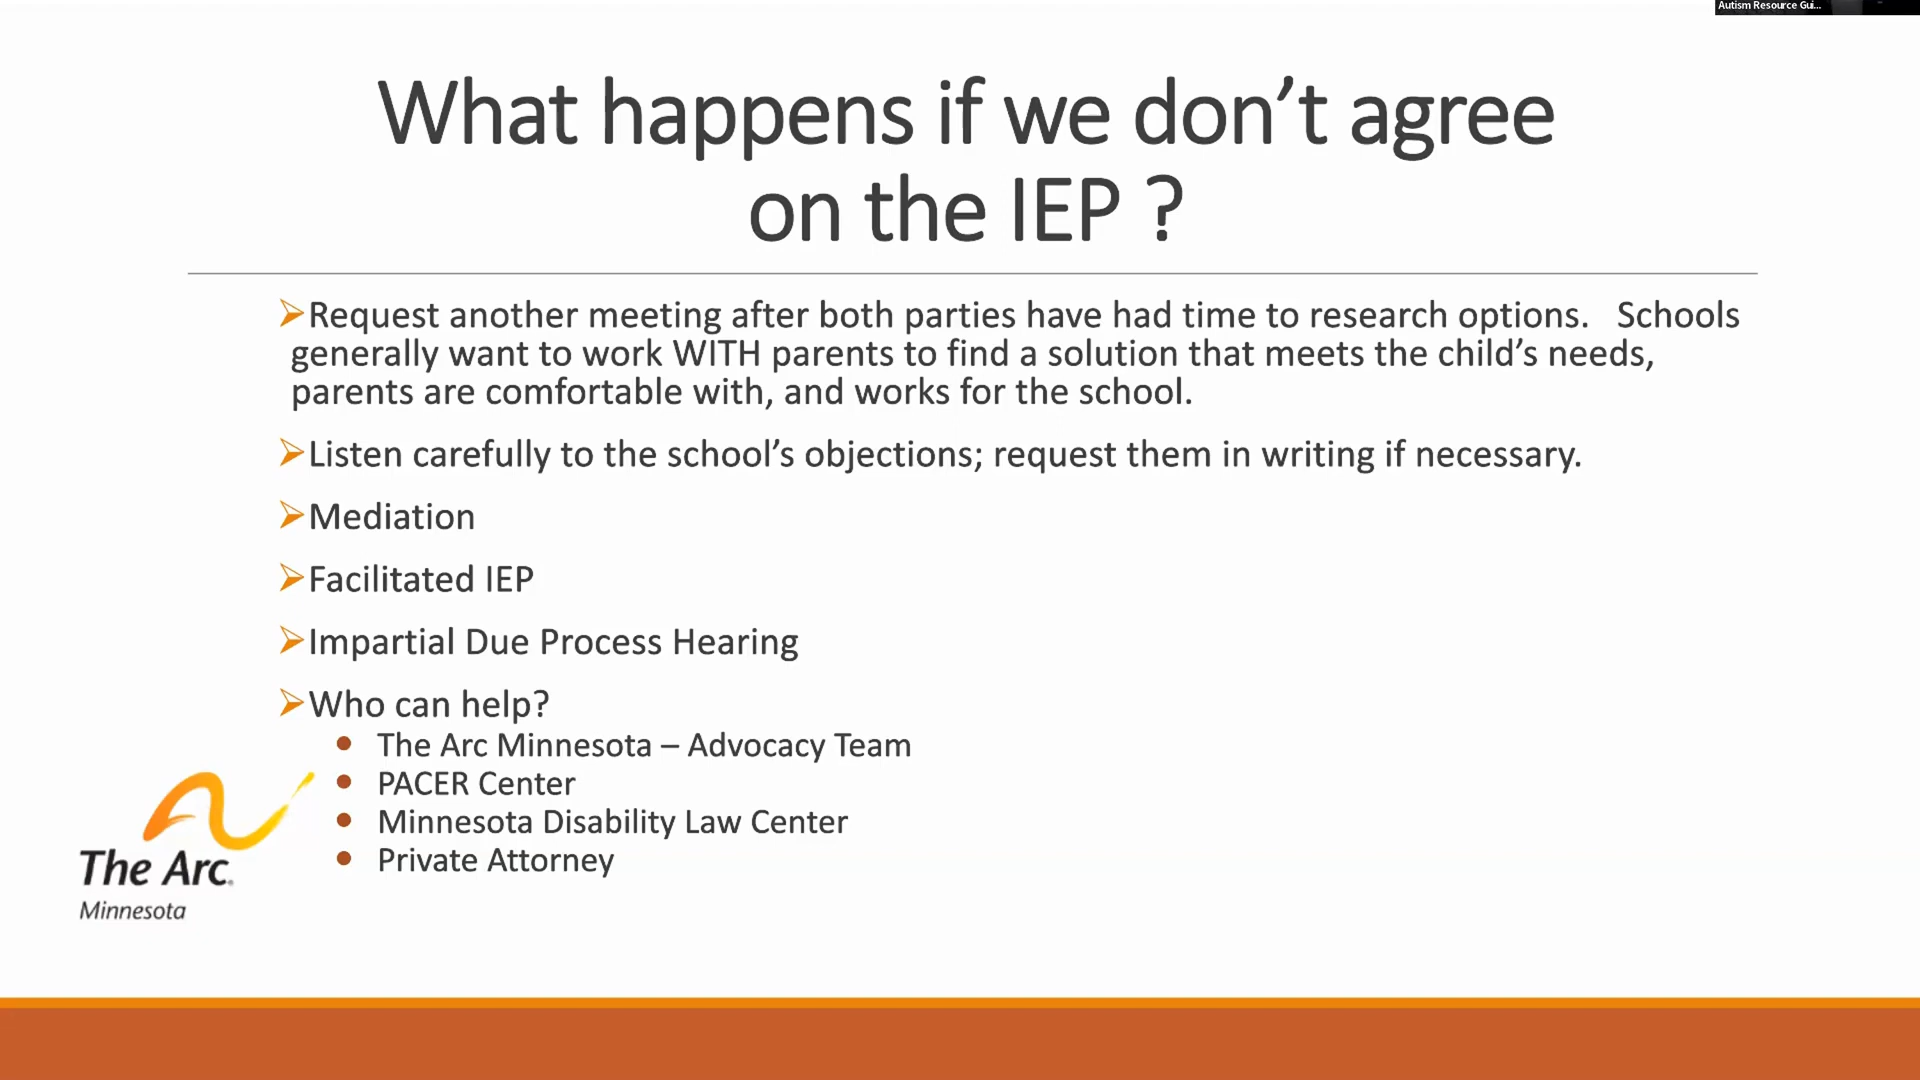 Autism Resource Gui...
What happens if we don’t agree
on the IEP ?
Request another meeting after both parties have had time to research options.   Schools
generally want to work WITH parents to find a solution that meets the child’s needs,
parents are comfortable with, and works for the school.
Listen carefully to the school’s objections; request them in writing if necessary.
Mediation
Facilitated IEP
Impartial Due Process Hearing
Who can help?
The Arc Minnesota – Advocacy Team
PACER Center
Minnesota Disability Law Center
Private Attorney
The Arc.
Minnesota